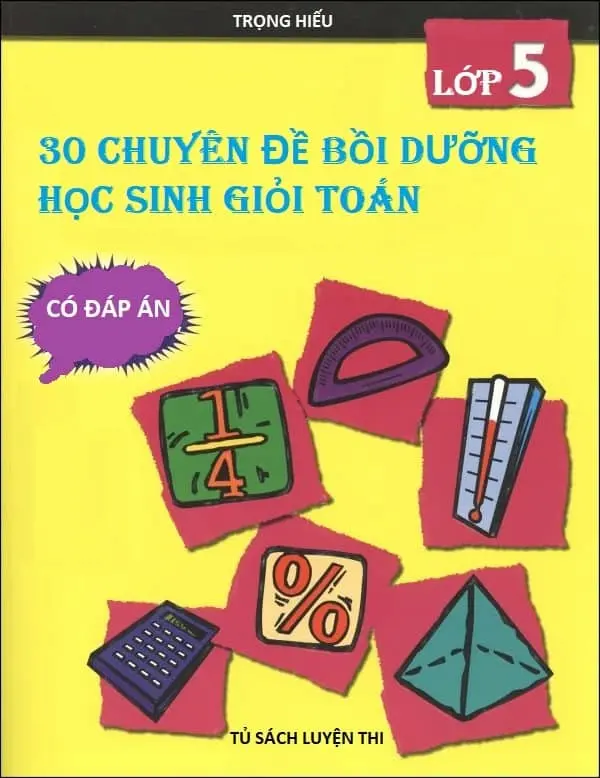 TRỌNG HIẾU
LỚP 5
30 CHUYÊN ĐỀ BỒI DƯỠNG
HỌC SINH GIỎI TOÁN
CÓ ĐÁP ÁN
1
4
%
TỦ SÁCH LUYỆN THI